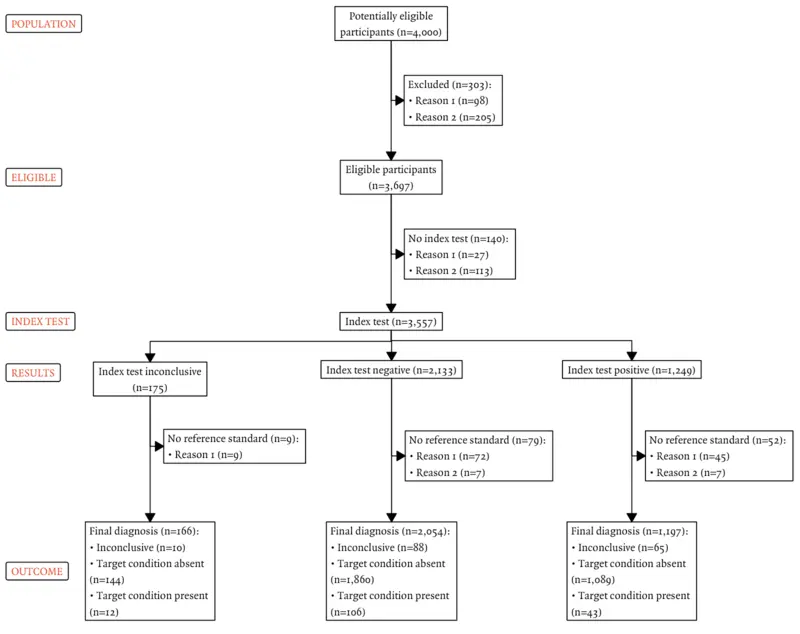 POPULATION
Potentially eligible
participants (n=4,000)
Excluded (n=303):
• Reason 1 (n=98)
• Reason 2 (n=205)
ELIGIBLE
Eligible participants
(n=3,697)
No index test (n=140):
• Reason 1 (n=27)
• Reason 2 (n=113)
INDEX TEST
Index test (n=3,557)
RESULTS
Index test inconclusive
(n=175)
Index test negative (n=2,133)
Index test positive (n=1,249)
No reference standard (n=9):
• Reason 1 (n=9)
No reference standard (n=79):
• Reason 1 (n=72)
• Reason 2 (n=7)
No reference standard (n=52):
• Reason 1 (n=45)
• Reason 2 (n=7)
OUTCOME
Final diagnosis (n=166):
• Inconclusive (n=10)
• Target condition absent
(n=144)
• Target condition present
(n=12)
Final diagnosis (n=2,054):
• Inconclusive (n=88)
• Target condition absent
(n=1,860)
• Target condition present
(n=106)
Final diagnosis (n=1,197):
• Inconclusive (n=65)
• Target condition absent
(n=1,089)
• Target condition present
(n=43)